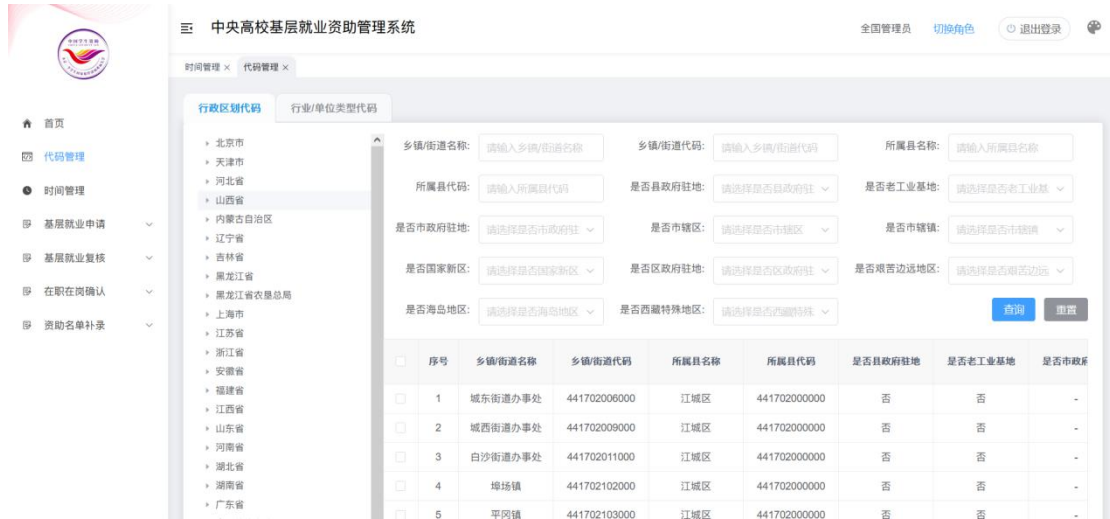 中央高校基层就业资助管理系统
全国管理员 切换角色 退出登录
时间管理 × 代码管理 ×
首页
代码管理
时间管理
基层就业申请
基层就业复核
在职在岗确认
资助名单补录
行政区划代码 行业/单位类型代码
北京市
天津市
河北省
山西省
内蒙古自治区
辽宁省
吉林省
黑龙江省
黑龙江省农垦总局
上海市
江苏省
浙江省
安徽省
福建省
江西省
山东省
河南省
湖北省
湖南省
广东省
乡镇/街道名称: 请输入乡镇/街道名称 乡镇/街道代码: 请输入乡镇/街道代码 所属县名称: 请输入所属县名称
所属县代码: 请输入所属县代码 是否县政府驻地: 请选择是否县政府驻 是否老工业基地: 请选择是否老工业基
是否市政府驻地: 请选择是否市政府驻 是否市辖区: 请选择是否市辖区 是否市辖镇: 请选择是否市辖镇
是否国家新区: 请选择是否国家新区 是否区政府驻地: 请选择是否区政府驻 是否艰苦边远地区: 请选择是否艰苦边远
是否海岛地区: 请选择是否海岛地区 是否西藏特殊地区: 请选择是否西藏特殊 查询 重置
序号 乡镇/街道名称 乡镇/街道代码 所属县名称 所属县代码 是否县政府驻地 是否老工业基地 是否市政府
1 城东街道办事处 441702006000 江城区 441702000000 否 否 -
2 城西街道办事处 441702009000 江城区 441702000000 否 否 -
3 白沙街道办事处 441702011000 江城区 441702000000 否 否 -
4 埠场镇 441702102000 江城区 441702000000 否 否 -
5 平冈镇 441702103000 江城区 441702000000 否 否 -